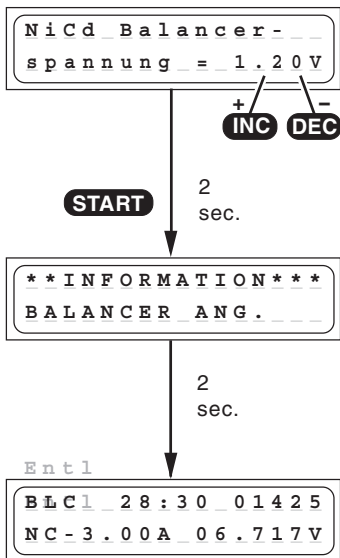 NiCd Balancer-
spannung = 1.20V
+ -
INC DEC
START
2
sec.
**INFORMATION***
BALANCER ANG.
2
sec.
Entl
BLC 28:30 01425
NC-3.00A 06.717V